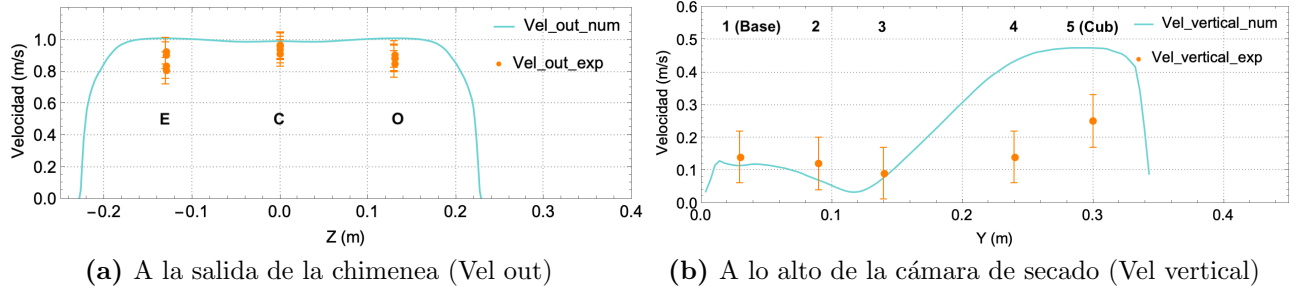 Vel_out_num
Vel_out_exp
1.0
0.8
0.6
0.4
0.2
0.0
Velocidad (m/s)
E
C
O
−0.2
−0.1
0.0
0.1
0.2
0.3
0.4
Z (m)
(a) A la salida de la chimenea (Vel out)
0.6
0.5
0.4
0.3
0.2
0.1
0.0
Velocidad (m/s)
1 (Base)
2
3
4
5 (Cub)
Vel_vertical_num
Vel_vertical_exp
0.0
0.1
0.2
0.3
0.4
Y (m)
(b) A lo alto de la cámara de secado (Vel vertical)